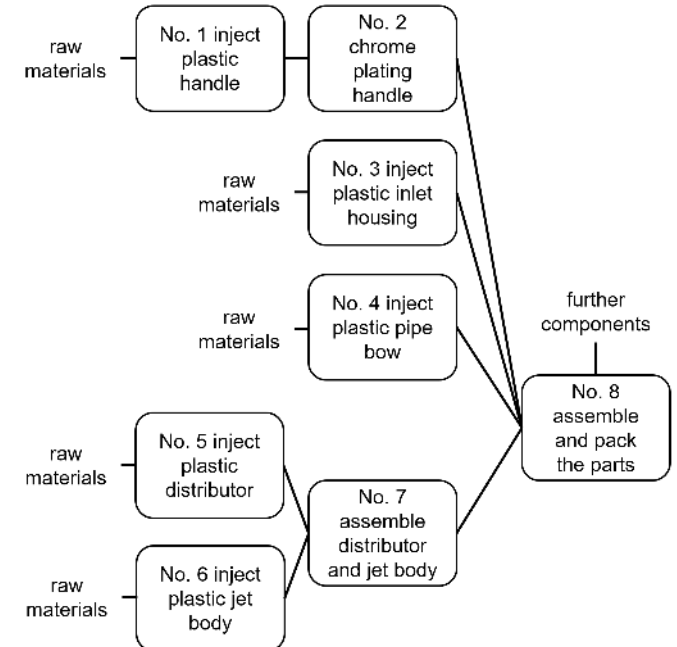 raw
materials
No. 1 inject
plastic
handle
No. 2
chrome
plating
handle
raw
materials
No. 3 inject
plastic inlet
housing
raw
materials
No. 4 inject
plastic pipe
bow
further
components
No. 8
assemble
and pack
the parts
raw
materials
No. 5 inject
plastic
distributor
No. 7
assemble
distributor
and jet body
raw
materials
No. 6 inject
plastic jet
body